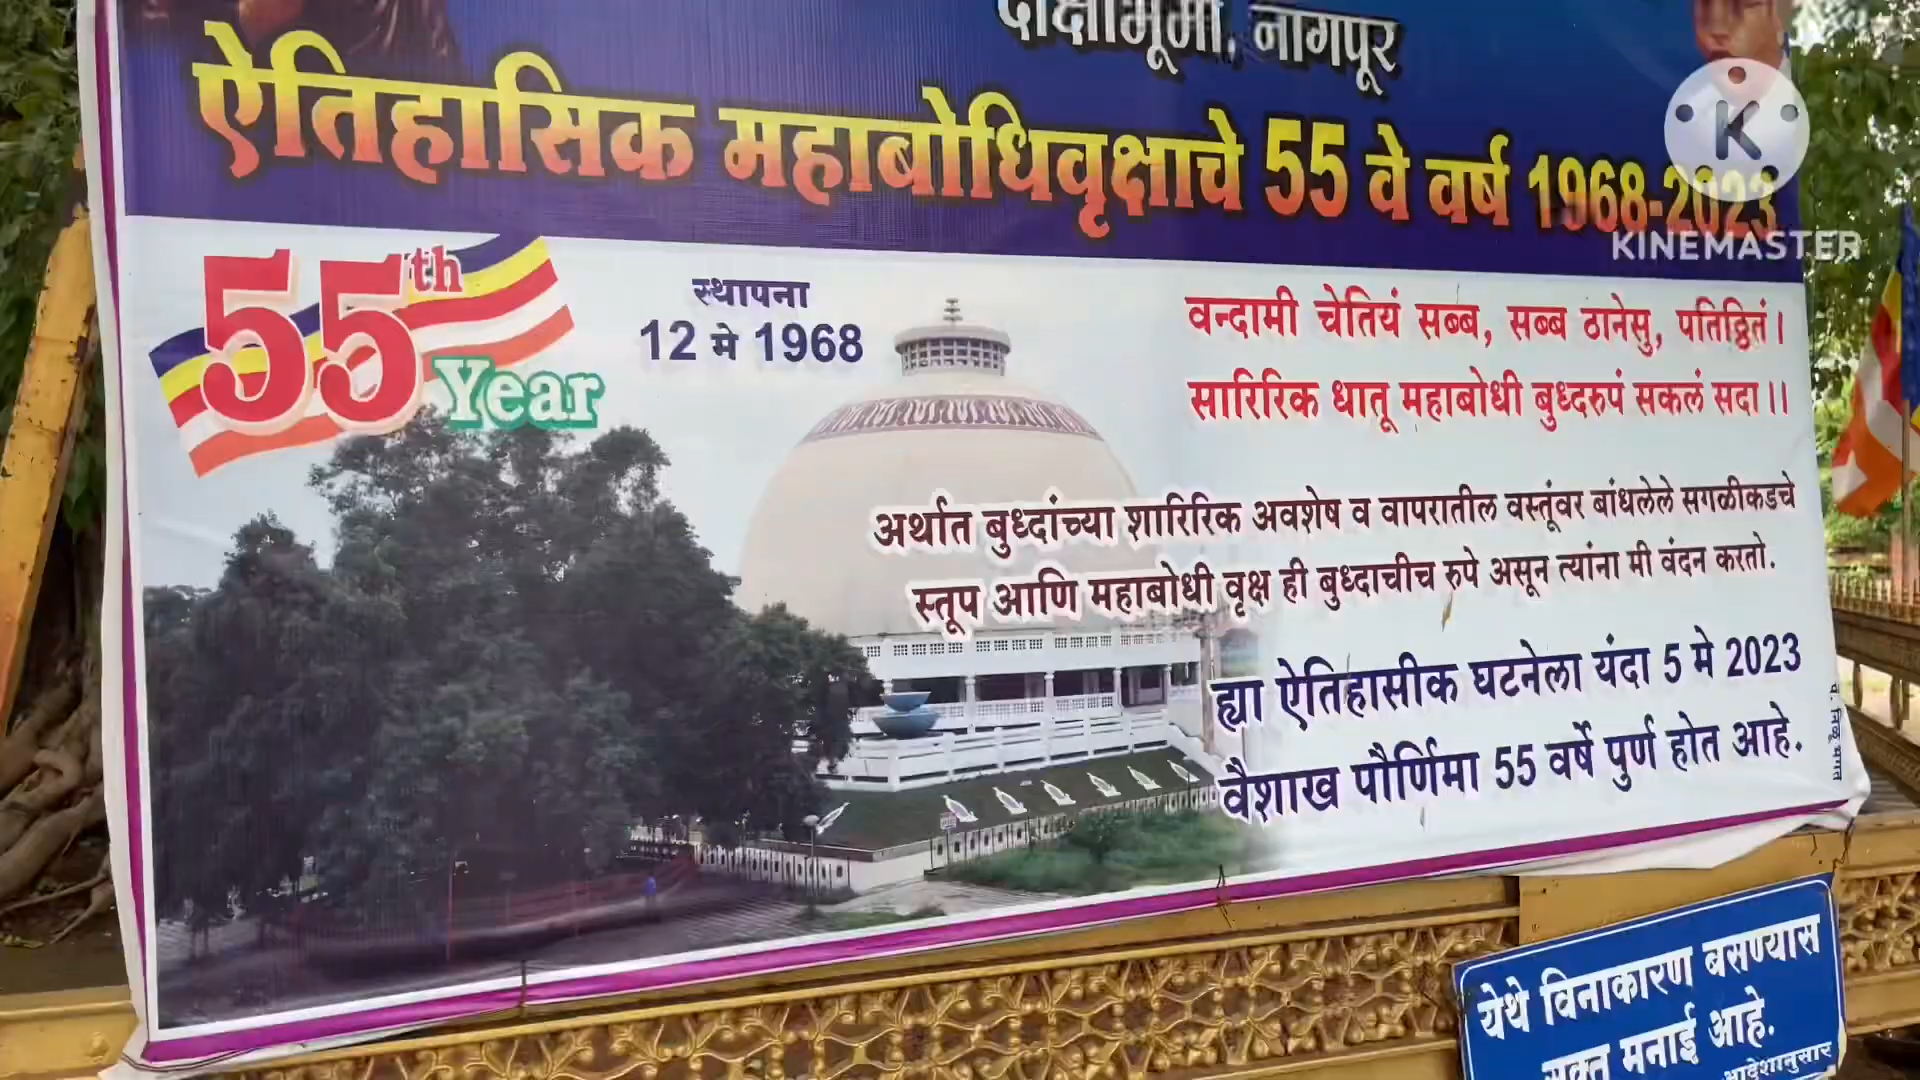 दीक्षाभूमी, नागपूर
ऐतिहासिक महाबोधिवृक्षाचे 55 वे वर्ष 1968-2023
K
KINEMASTER
55th Year
स्थापना
12 मे 1968
वन्दामी चेतियं सब्ब, सब्ब ठानेसु, पतिठ्ठितं।
सारिरिक धातू महाबोधी बुध्दरुपं सकलं सदा।।
अर्थात बुध्दांच्या शारिरिक अवशेष व वापरातील वस्तूंवर बांधलेले सगळीकडचे
स्तूप आणि महाबोधी वृक्ष ही बुध्दाचीच रुपे असून त्यांना मी वंदन करतो.
ह्या ऐतिहासीक घटनेला यंदा 5 मे 2023
वैशाख पौर्णिमा 55 वर्षे पुर्ण होत आहे.
येथे विनाकारण बसण्यास
सक्त मनाई आहे.
आदेशानुसार